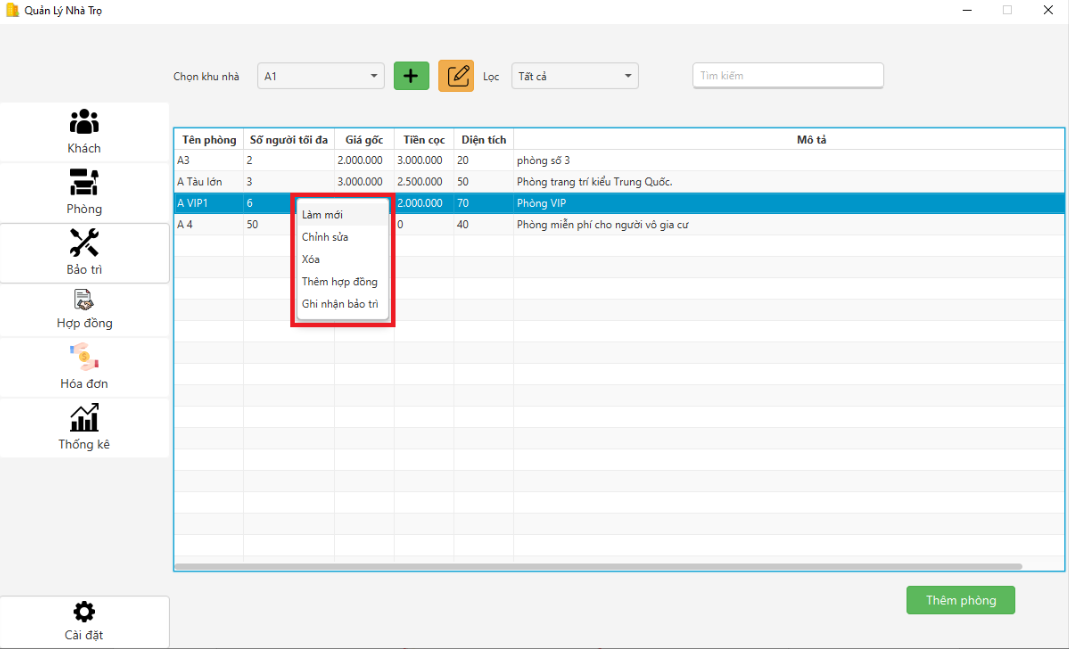 Quản Lý Nhà Trọ
Chọn khu nhà A1 Lọc Tất cả Tìm kiếm
Khách
Phòng
Bảo trì
Hợp đồng
Hóa đơn
Thống kê
Cài đặt
Tên phòng Số người tối đa Giá gốc Tiền cọc Diện tích Mô tả
A3 2 2.000.000 3.000.000 20 phòng số 3
A Tàu lớn 3 3.000.000 2.500.000 50 Phòng trang trí kiểu Trung Quốc.
A VIP1 6 2.000.000 70 Phòng VIP
A 4 50 0 40 Phòng miễn phí cho người vô gia cư
Làm mới
Chỉnh sửa
Xóa
Thêm hợp đồng
Ghi nhận bảo trì
Thêm phòng